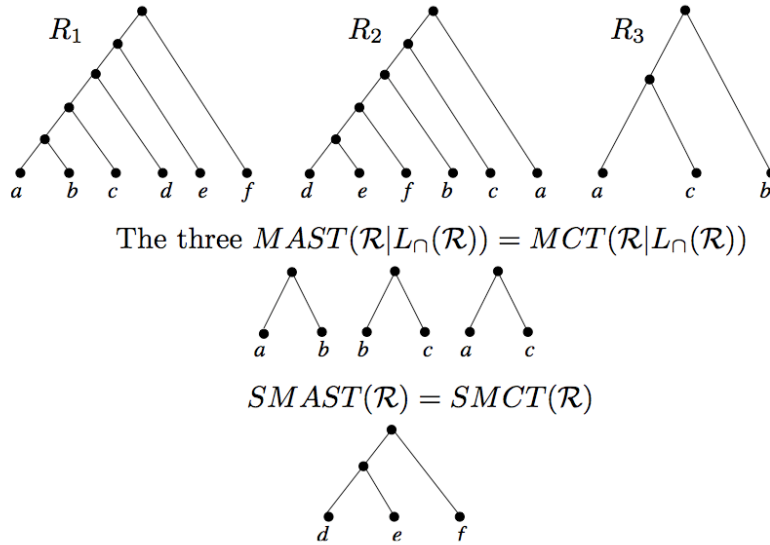 R₁ R₂ R₃
a b c d e f d e f b c a a c b
The three MAST(ℛ|L∩(ℛ)) = MCT(ℛ|L∩(ℛ))
a b b c a c
SMAST(ℛ) = SMCT(ℛ)
d e f